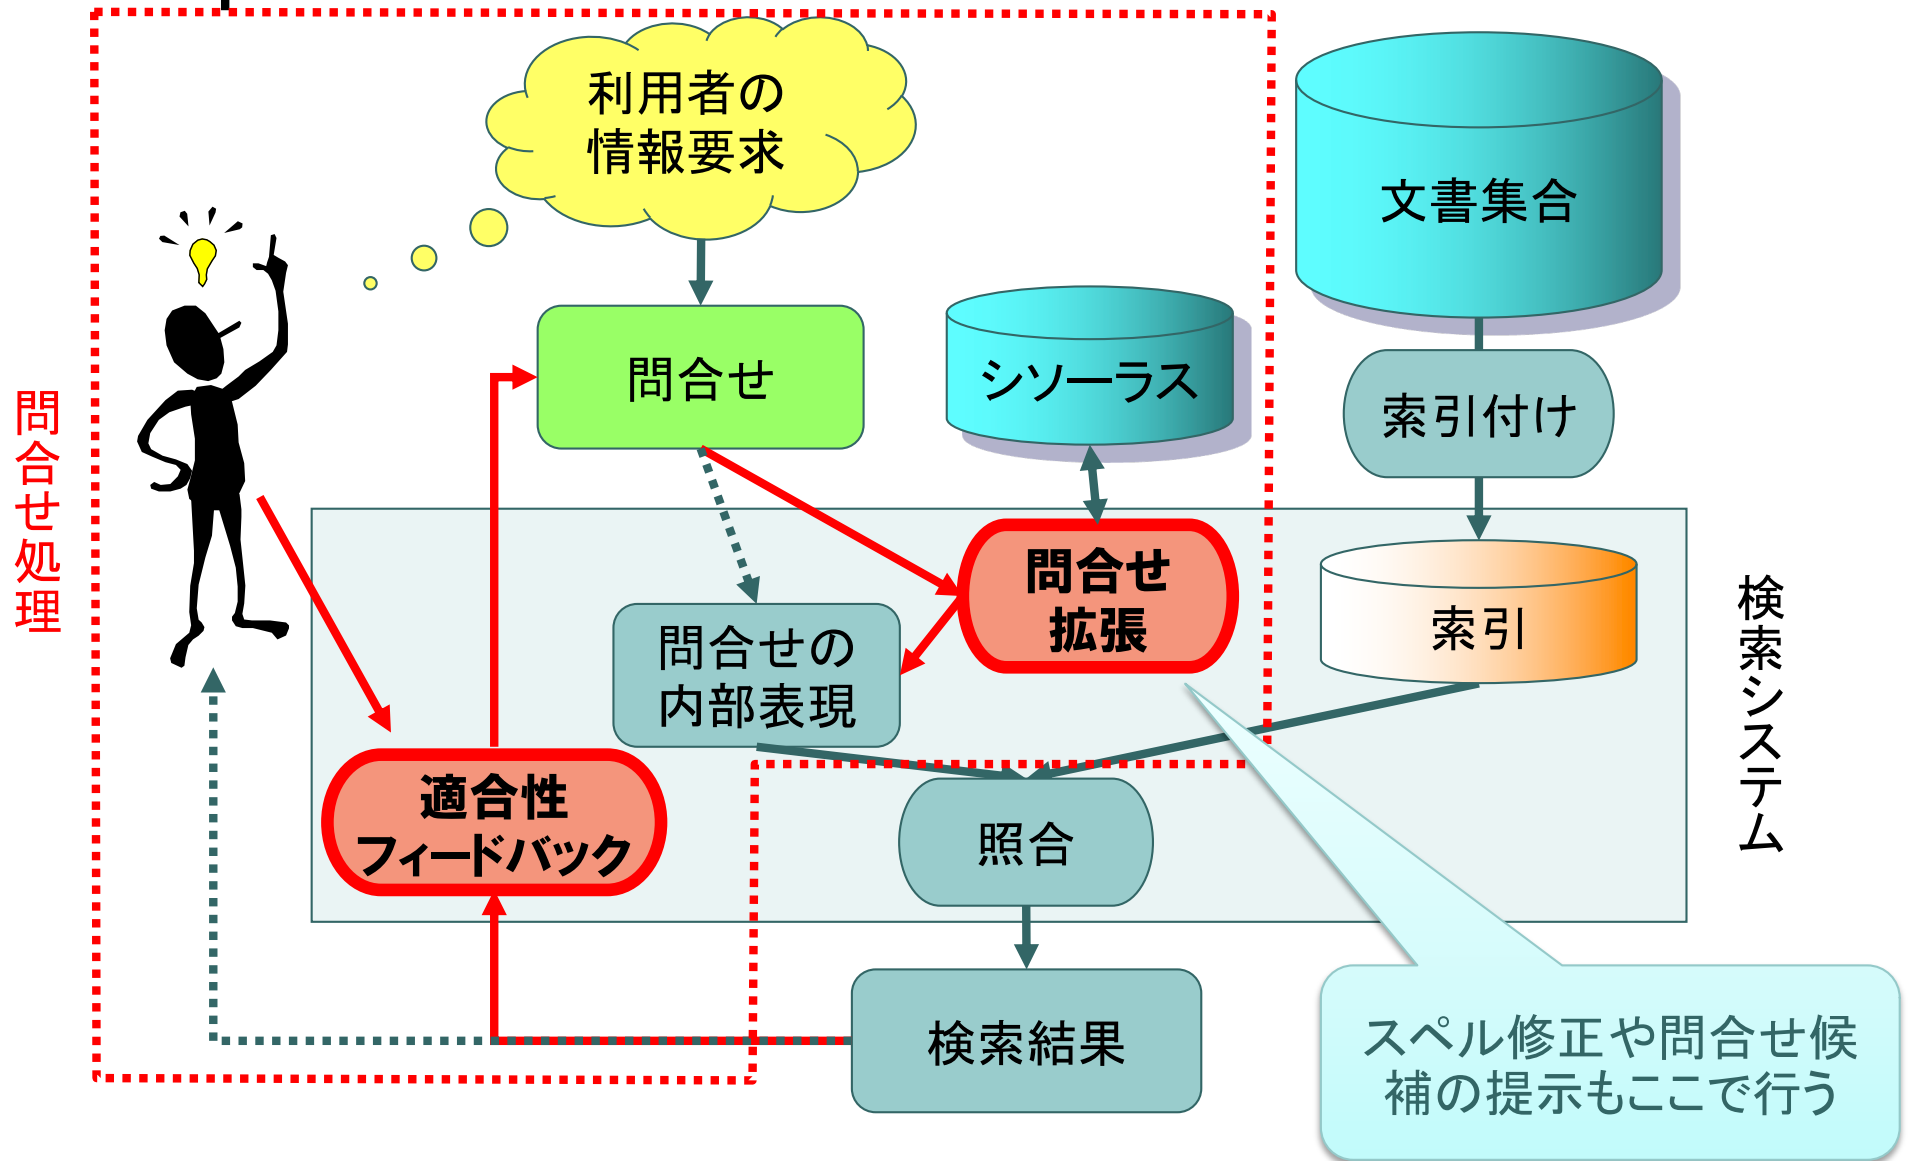 利用者の
情報要求
文書集合
問合せ
シソーラス
索引付け
問合せ処理
問合せ
拡張
索引
問合せの
内部表現
検索システム
適合性
フィードバック
照合
検索結果
スペル修正や問合せ候
補の提示もここで行う